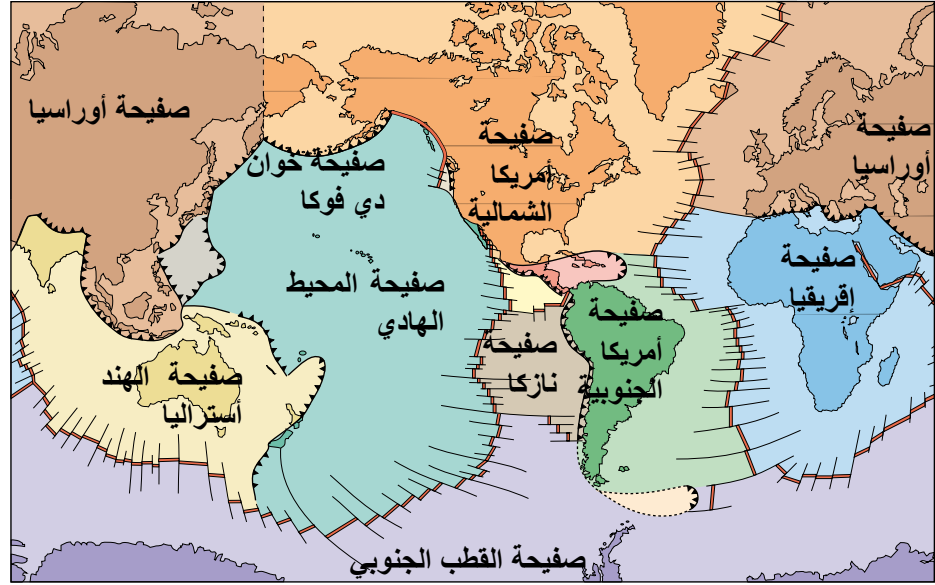 صفيحة أوراسيا
صفيحة
أوراسيا
صفيحة
أمريكا
الشمالية
صفيحة خوان
دي فوكا
صفيحة
إفريقيا
صفيحة المحيط
الهادي
صفيحة
أمريكا
الجنوبية
صفيحة
نازكا
صفيحة الهند
أستراليا
صفيحة القطب الجنوبي